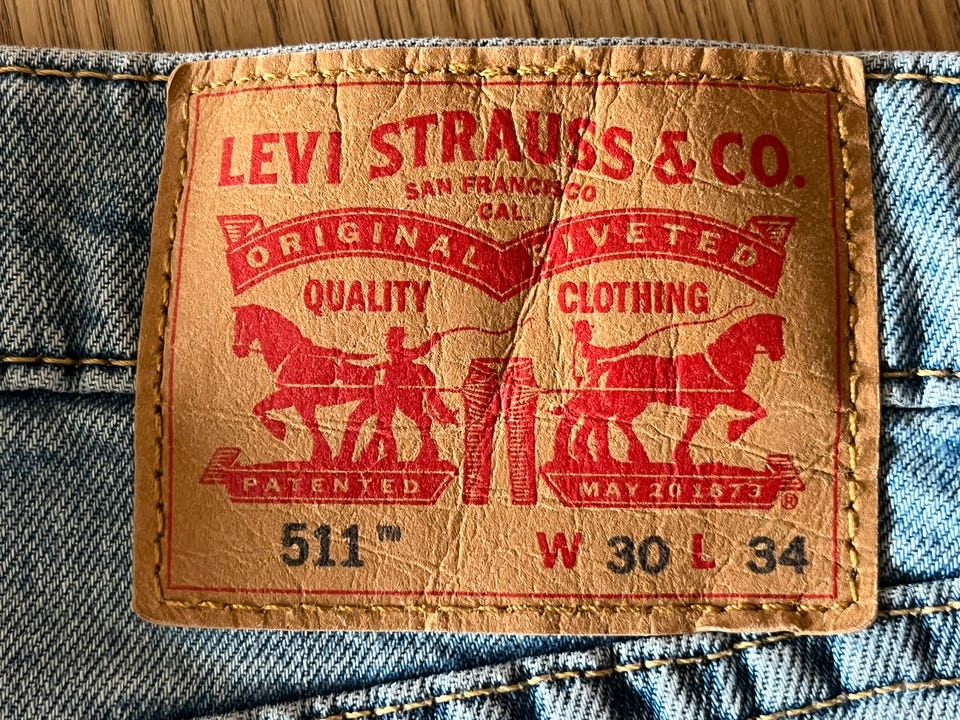 LEVI STRAUSS & CO.
SAN FRANCISCO
CAL.
ORIGINAL RIVETED
QUALITY CLOTHING
PATENTED MAY 20 1873 ®
511™ W 30 L 34